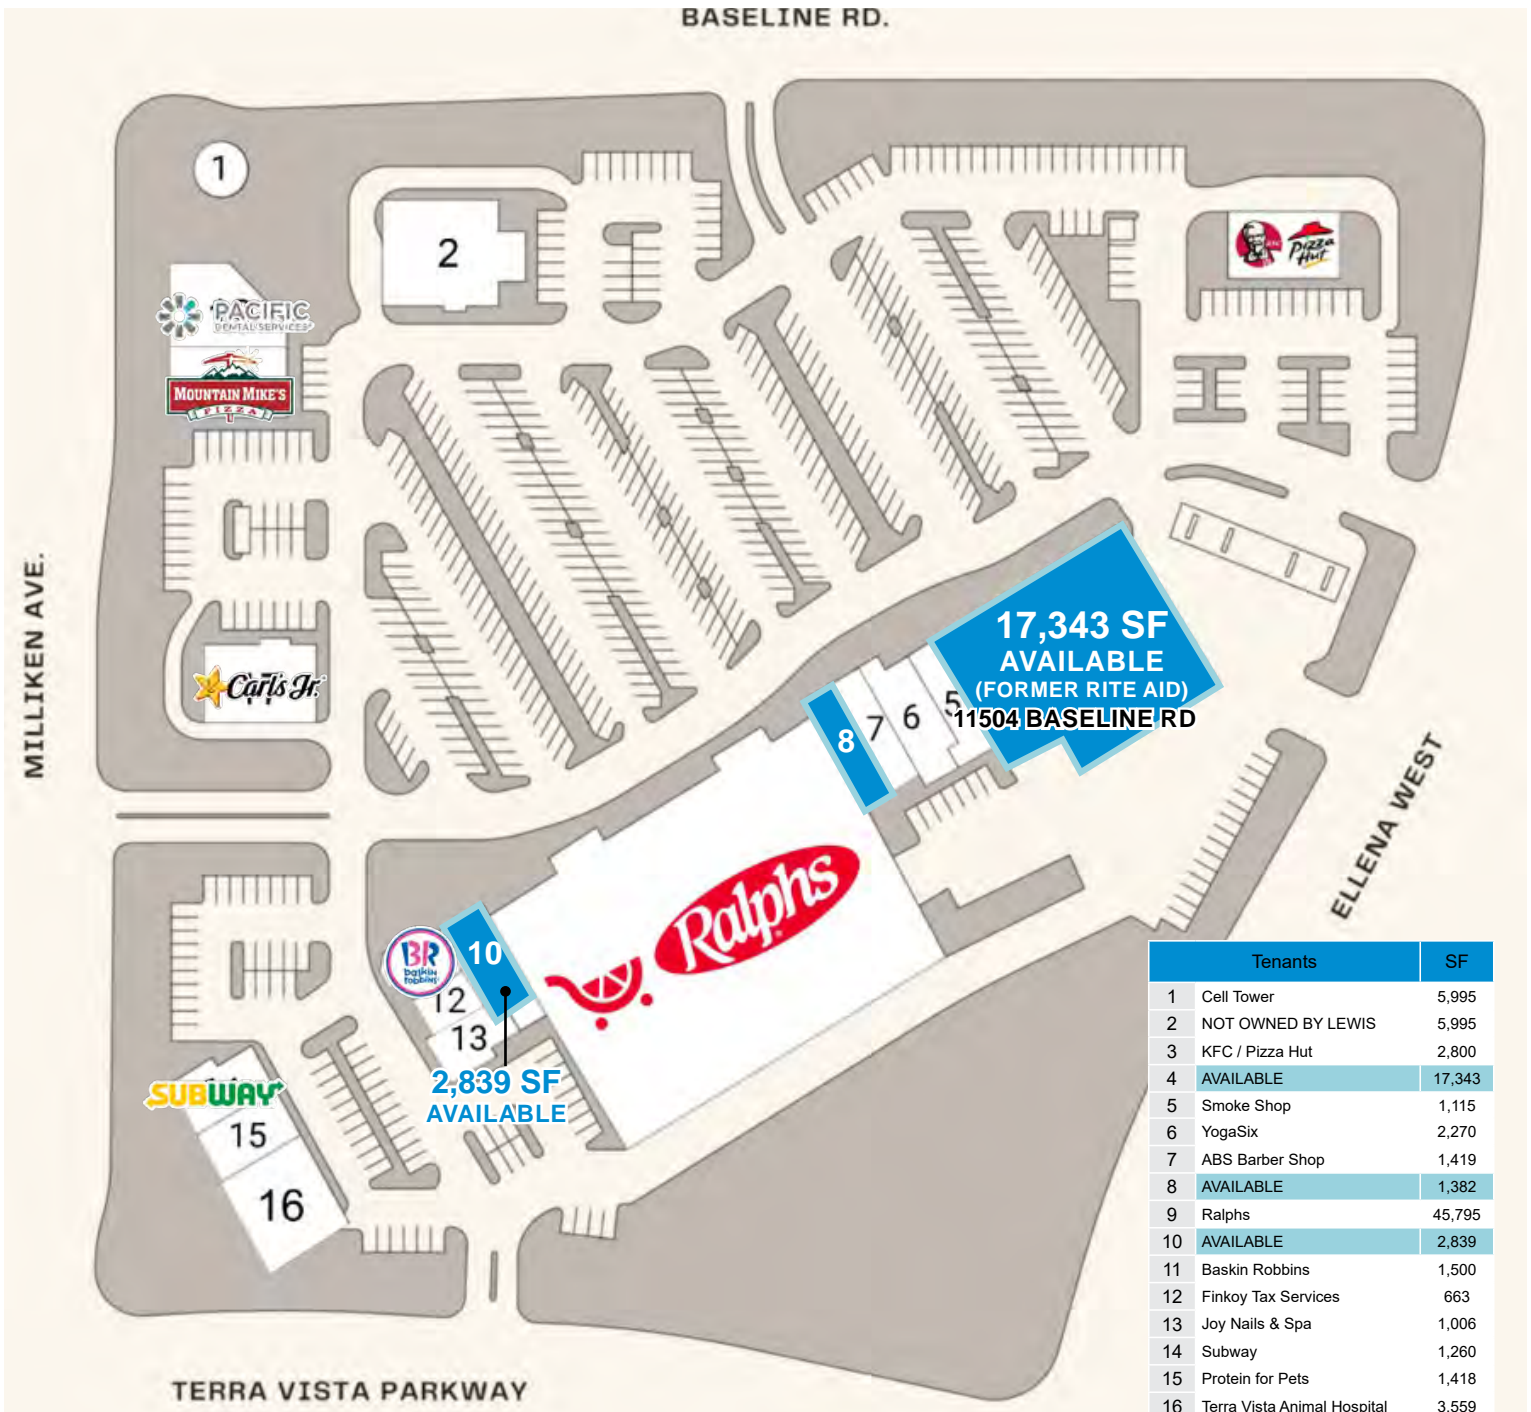 BASELINE RD.
1
2
PACIFIC
DENTAL SERVICES
MOUNTAIN MIKE'S
PIZZA
KFC
Pizza
Hut
MILLIKEN AVE.
Carl's Jr.
17,343 SF
AVAILABLE
(FORMER RITE AID)
11504 BASELINE RD
5
6
7
8
Ralphs
ELLENA WEST
BR
baskin
robbins
10
12
13
2,839 SF
AVAILABLE
SUBWAY
15
16
TERRA VISTA PARKWAY
Tenants SF
1 Cell Tower 5,995
2 NOT OWNED BY LEWIS 5,995
3 KFC / Pizza Hut 2,800
4 AVAILABLE 17,343
5 Smoke Shop 1,115
6 YogaSix 2,270
7 ABS Barber Shop 1,419
8 AVAILABLE 1,382
9 Ralphs 45,795
10 AVAILABLE 2,839
11 Baskin Robbins 1,500
12 Finkoy Tax Services 663
13 Joy Nails & Spa 1,006
14 Subway 1,260
15 Protein for Pets 1,418
16 Terra Vista Animal Hospital 3,559